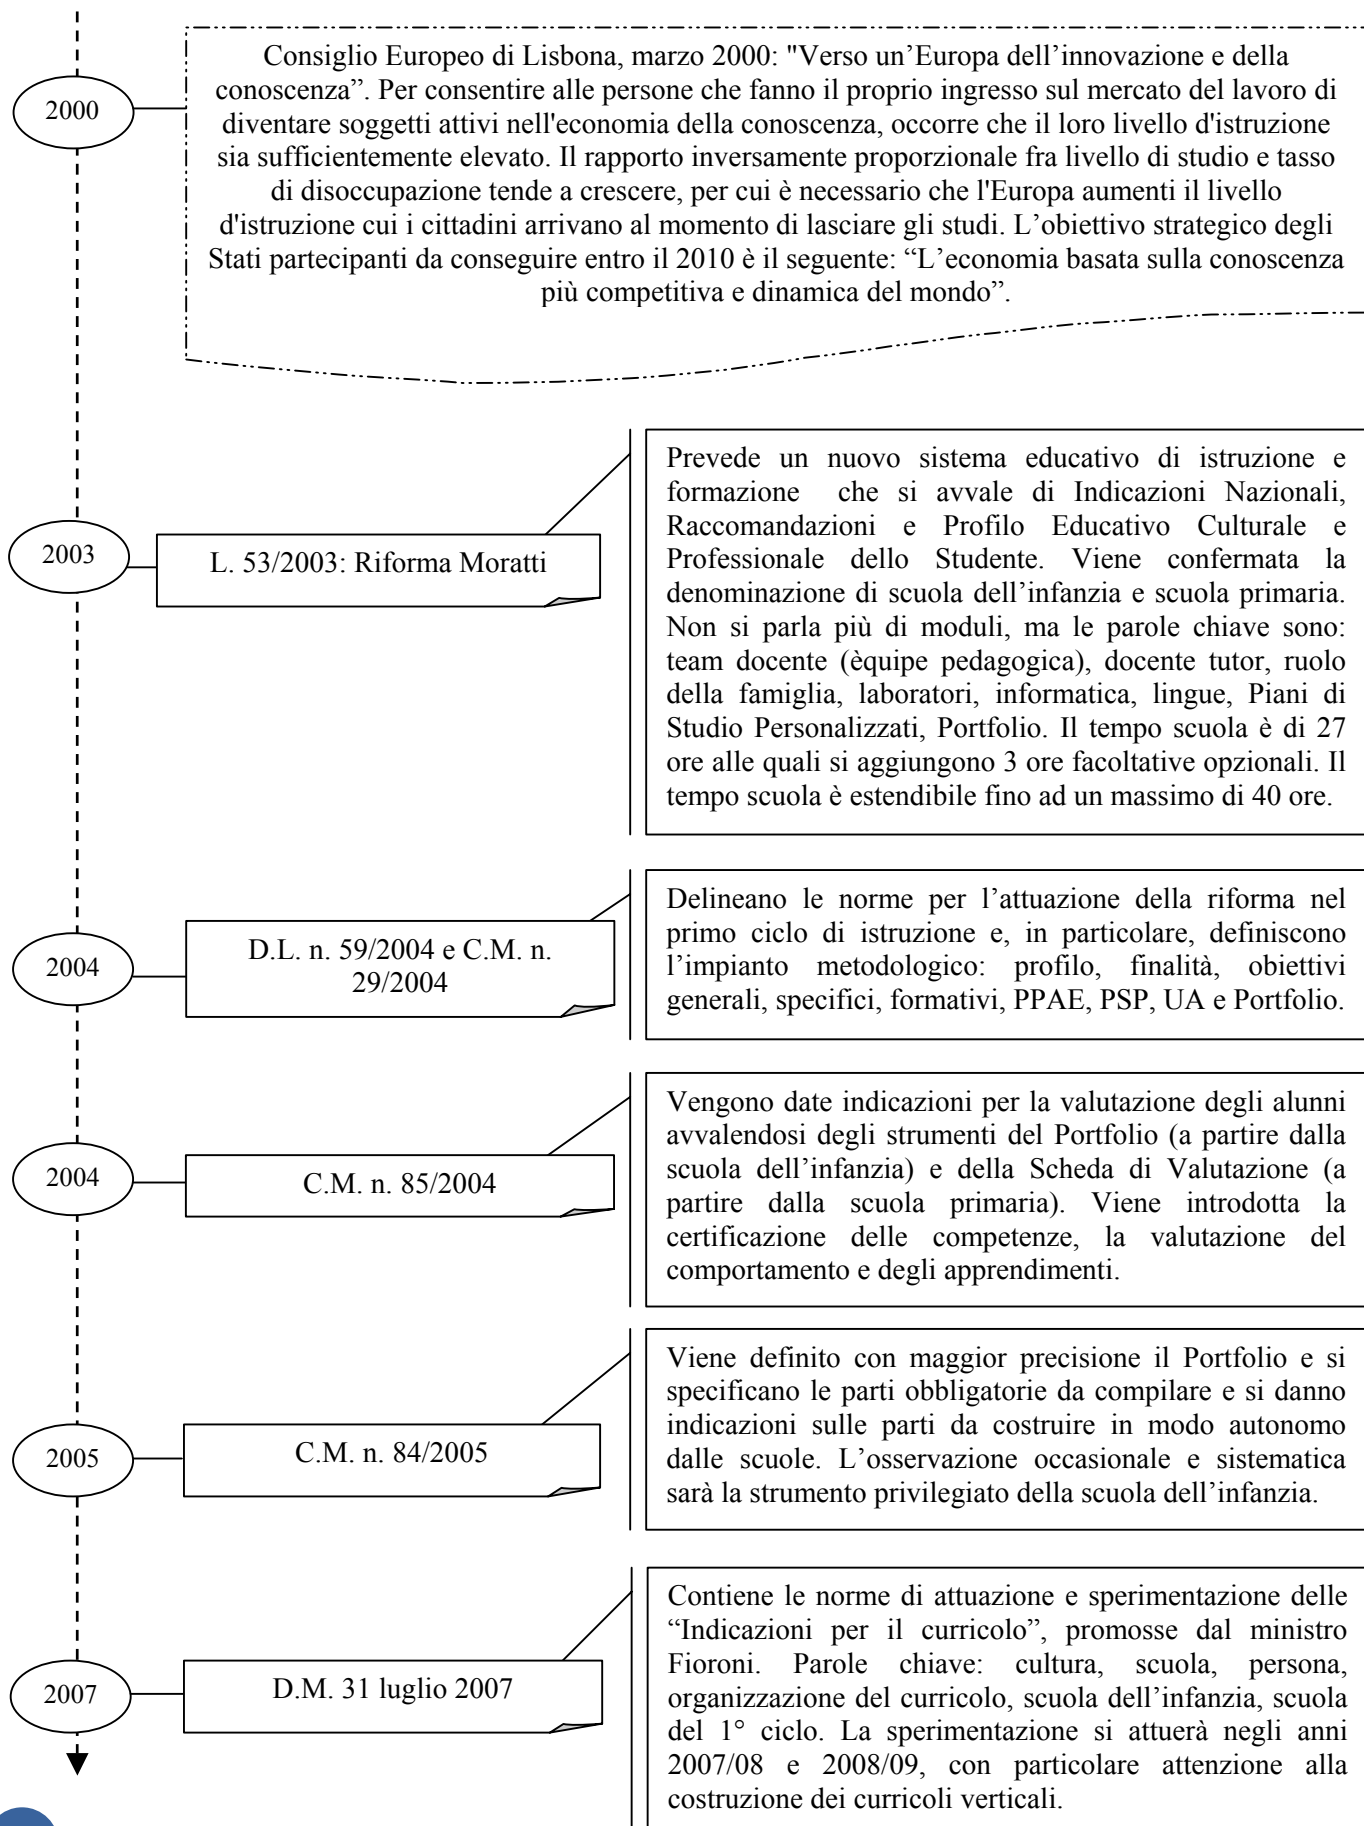 2000
Consiglio Europeo di Lisbona, marzo 2000: "Verso un’Europa dell’innovazione e della
conoscenza”. Per consentire alle persone che fanno il proprio ingresso sul mercato del lavoro di
diventare soggetti attivi nell'economia della conoscenza, occorre che il loro livello d'istruzione
sia sufficientemente elevato. Il rapporto inversamente proporzionale fra livello di studio e tasso
di disoccupazione tende a crescere, per cui è necessario che l'Europa aumenti il livello
d'istruzione cui i cittadini arrivano al momento di lasciare gli studi. L’obiettivo strategico degli
Stati partecipanti da conseguire entro il 2010 è il seguente: “L’economia basata sulla conoscenza
più competitiva e dinamica del mondo”.
2003
L. 53/2003: Riforma Moratti
Prevede un nuovo sistema educativo di istruzione e
formazione che si avvale di Indicazioni Nazionali,
Raccomandazioni e Profilo Educativo Culturale e
Professionale dello Studente. Viene confermata la
denominazione di scuola dell’infanzia e scuola primaria.
Non si parla più di moduli, ma le parole chiave sono:
team docente (èquipe pedagogica), docente tutor, ruolo
della famiglia, laboratori, informatica, lingue, Piani di
Studio Personalizzati, Portfolio. Il tempo scuola è di 27
ore alle quali si aggiungono 3 ore facoltative opzionali. Il
tempo scuola è estendibile fino ad un massimo di 40 ore.
2004
D.L. n. 59/2004 e C.M. n.
29/2004
Delineano le norme per l’attuazione della riforma nel
primo ciclo di istruzione e, in particolare, definiscono
l’impianto metodologico: profilo, finalità, obiettivi
generali, specifici, formativi, PPAE, PSP, UA e Portfolio.
2004
C.M. n. 85/2004
Vengono date indicazioni per la valutazione degli alunni
avvalendosi degli strumenti del Portfolio (a partire dalla
scuola dell’infanzia) e della Scheda di Valutazione (a
partire dalla scuola primaria). Viene introdotta la
certificazione delle competenze, la valutazione del
comportamento e degli apprendimenti.
2005
C.M. n. 84/2005
Viene definito con maggior precisione il Portfolio e si
specificano le parti obbligatorie da compilare e si danno
indicazioni sulle parti da costruire in modo autonomo
dalle scuole. L’osservazione occasionale e sistematica
sarà la strumento privilegiato della scuola dell’infanzia.
2007
D.M. 31 luglio 2007
Contiene le norme di attuazione e sperimentazione delle
“Indicazioni per il curricolo”, promosse dal ministro
Fioroni. Parole chiave: cultura, scuola, persona,
organizzazione del curricolo, scuola dell’infanzia, scuola
del 1° ciclo. La sperimentazione si attuerà negli anni
2007/08 e 2008/09, con particolare attenzione alla
costruzione dei curricoli verticali.